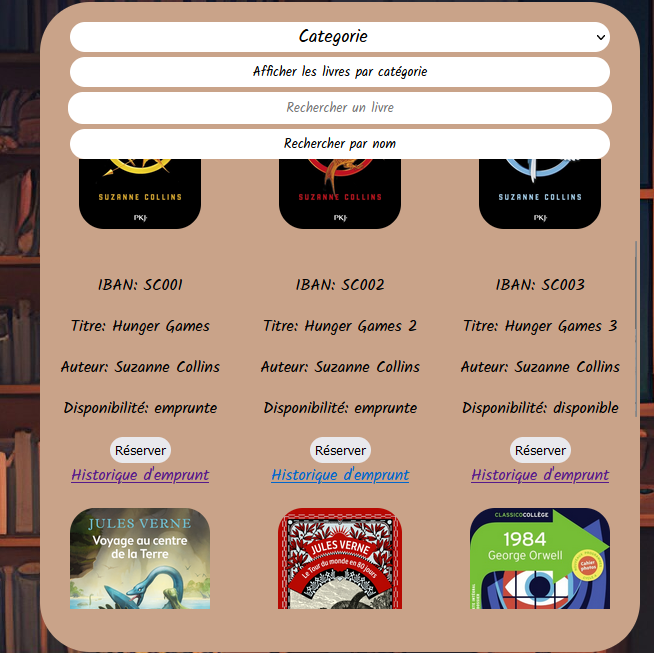 Categorie
Afficher les livres par catégorie
Rechercher un livre
Rechercher par nom
SUZANNE COLLINS
PKJ·
SUZANNE COLLINS
PKJ·
SUZANNE COLLINS
PKJ·
IBAN: SC001
IBAN: SC002
IBAN: SC003
Titre: Hunger Games
Titre: Hunger Games 2
Titre: Hunger Games 3
Auteur: Suzanne Collins
Auteur: Suzanne Collins
Auteur: Suzanne Collins
Disponibilité: emprunte
Disponibilité: emprunte
Disponibilité: disponible
Réserver
Réserver
Réserver
Historique d'emprunt
Historique d'emprunt
Historique d'emprunt
JULES VERNE
Voyage au centre
de la Terre
JULES VERNE
Le Tour du monde en 80 jours
CLASSICOCOLLÈGE
1984
George Orwell
Cahier
photos